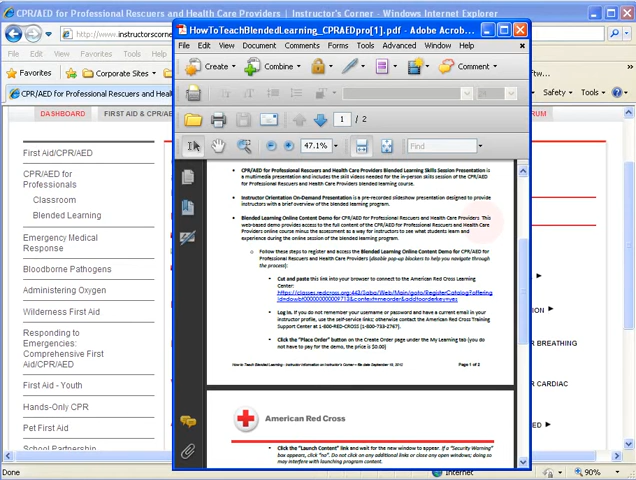 CPR/AED for Professional Rescuers and Health Care Providers | Instructor's Corner - Windows Internet Explorer
http://www.instructorscorn
Favorites
Corporate Sites
CPR/AED for Professional Rescuers and Heal
Safety
Tools
DASHBOARD
FIRST AID & CPR/AE
RUM
First Aid/CPR/AED
CPR/AED for
Professionals
Classroom
Blended Learning
Emergency Medical
Response
Bloodborne Pathogens
Administering Oxygen
Wilderness First Aid
Responding to
Emergencies:
Comprehensive First
Aid/CPR/AED
First Aid - Youth
Hands-Only CPR
Pet First Aid
School Partnership
ION
R BREATHING
R CARDIAC
ED
Done
Internet
90%
HowToTeachBlendedLearning_CPRAEDpro[1].pdf - Adobe Acrob...
File Edit View Document Comments Forms Tools Advanced Window Help
Create
Combine
Comment
1 / 2
47.1%
Find
CPR/AED for Professional Rescuers and Health Care Providers Blended Learning Skills Session Presentation is
a multimedia presentation and includes the skill videos needed for the in-person skills session of the CPR/AED
for Professional Rescuers and Health Care Providers blended learning course.
Instructor Orientation On-Demand Presentation is a pre-recorded slideshow presentation designed to provide
instructors with a brief overview of the blended learning program.
Blended Learning Online Content Demo for CPR/AED for Professional Rescuers and Health Care Providers This
web-based demo provides access to the full content of the CPR/AED for Professional Rescuers and Health Care
Providers online course minus the assessment as a way for instructors to see what students learn and
experience during the online session of the blended learning program.
Follow these steps to register and access the Blended Learning Online Content Demo for CPR/AED for
Professional Rescuers and Health Care Providers (disable pop-up blockers to help you navigate through
the process):
Cut and paste this link into your browser to connect to the American Red Cross Learning
Center:
Log in. If you do not remember your username or password and have a current email in your
instructor profile, use the self-service links; otherwise contact the American Red Cross Training
Support Center at 1-800-RED-CROSS (1-800-733-2767).
Click the "Place Order" button on the Create Order page under the My Learning tab (you do
not have to pay for the demo, the price is $0.00)
Page 1 of 2
American Red Cross
Click the "Launch Content" link and wait for the new window to appear. If a "Security Warning"
box appears, click "no". Do not click on any additional links or close any open windows; doing so
may interfere with launching program content.